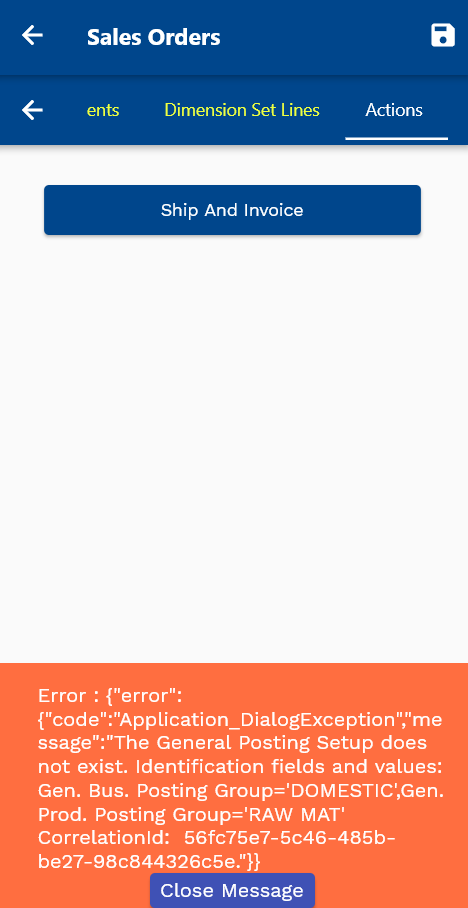 Sales Orders
ents Dimension Set Lines Actions
Ship And Invoice
Error : {"error":
{"code":"Application_DialogException","me
ssage":"The General Posting Setup does
not exist. Identification fields and values:
Gen. Bus. Posting Group='DOMESTIC',Gen.
Prod. Posting Group='RAW MAT'
CorrelationId:  56fc75e7-5c46-485b-
be27-98c844326c5e."}}
Close Message